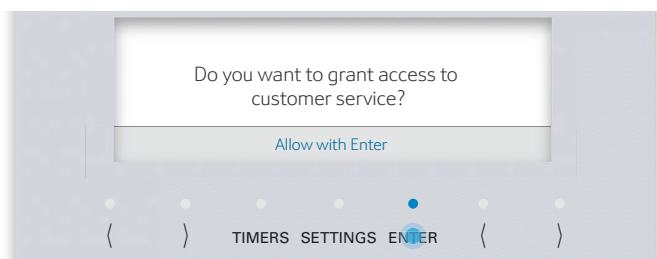 Do you want to grant access to
customer service?
Allow with Enter
⟨ ⟩ TIMERS SETTINGS ENTER ⟨ ⟩